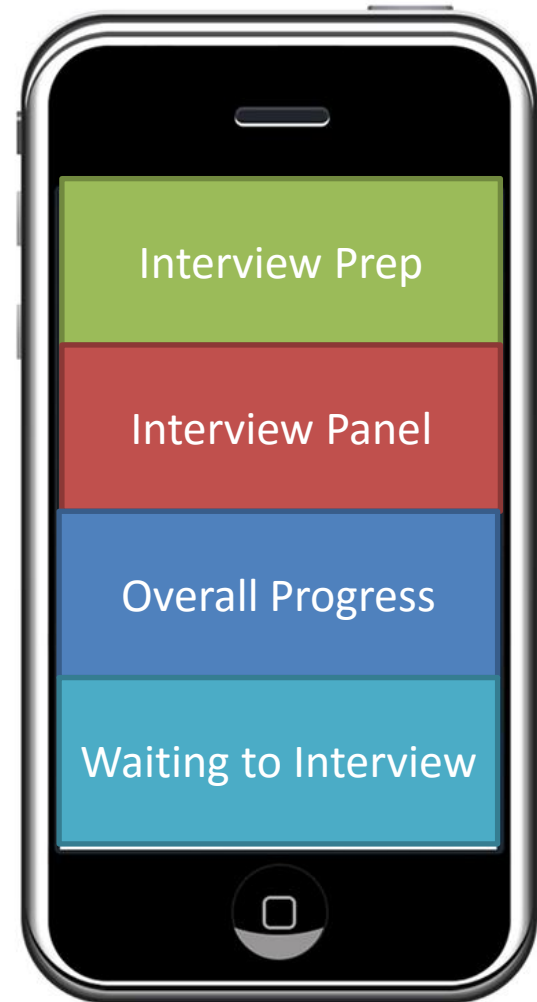 Interview Prep
Interview Panel
Overall Progress
Waiting to Interview